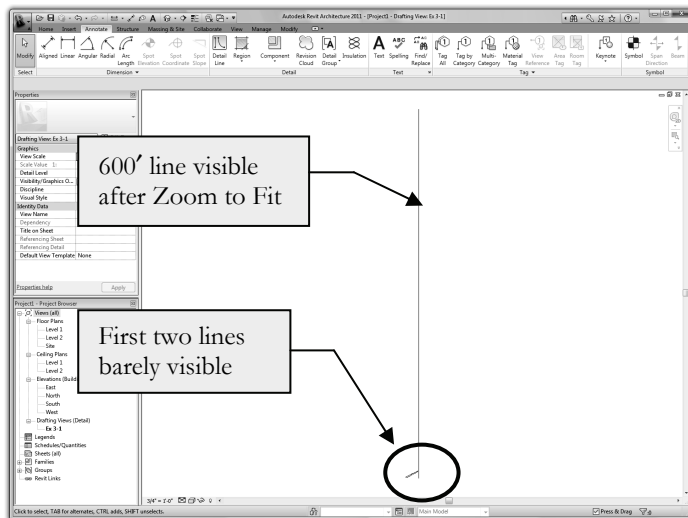 Autodesk Revit Architecture 2011 - [Project1 - Drafting View: Ex 3-1]
Home Insert Annotate Structure Massing & Site Collaborate View Manage Modify
Modify Aligned Linear Angular Radial Arc Length Spot Elevation Spot Coordinate Spot Slope Detail Line Region Component Revision Cloud Detail Group Insulation Text Spelling Find/ Replace Tag All Tag by Category Multi- Category Material Tag View Reference Area Tag Room Tag Keynote Symbol Span Direction Beam
Select Dimension Detail Text Tag Symbol
Properties
Drafting View: Ex 3-1
Graphics
View Scale
Scale Value 1:
Detail Level
Visibility/Graphics O...
Discipline
Visual Style
Identity Data
View Name
Dependency
Title on Sheet
Referencing Sheet
Referencing Detail
Default View Template None
Properties help Apply
600' line visible
after Zoom to Fit
Project1 - Project Browser
Views (all)
Floor Plans
Level 1
Level 2
Site
Ceiling Plans
Level 1
Level 2
Elevations (Build
East
North
South
West
Drafting Views (Detail)
Ex 3-1
Legends
Schedules/Quantities
Sheets (all)
Families
Groups
Revit Links
First two lines
barely visible
3/4" = 1'-0"
Click to select, TAB for alternates, CTRL adds, SHIFT unselects. Main Model Press & Drag :0